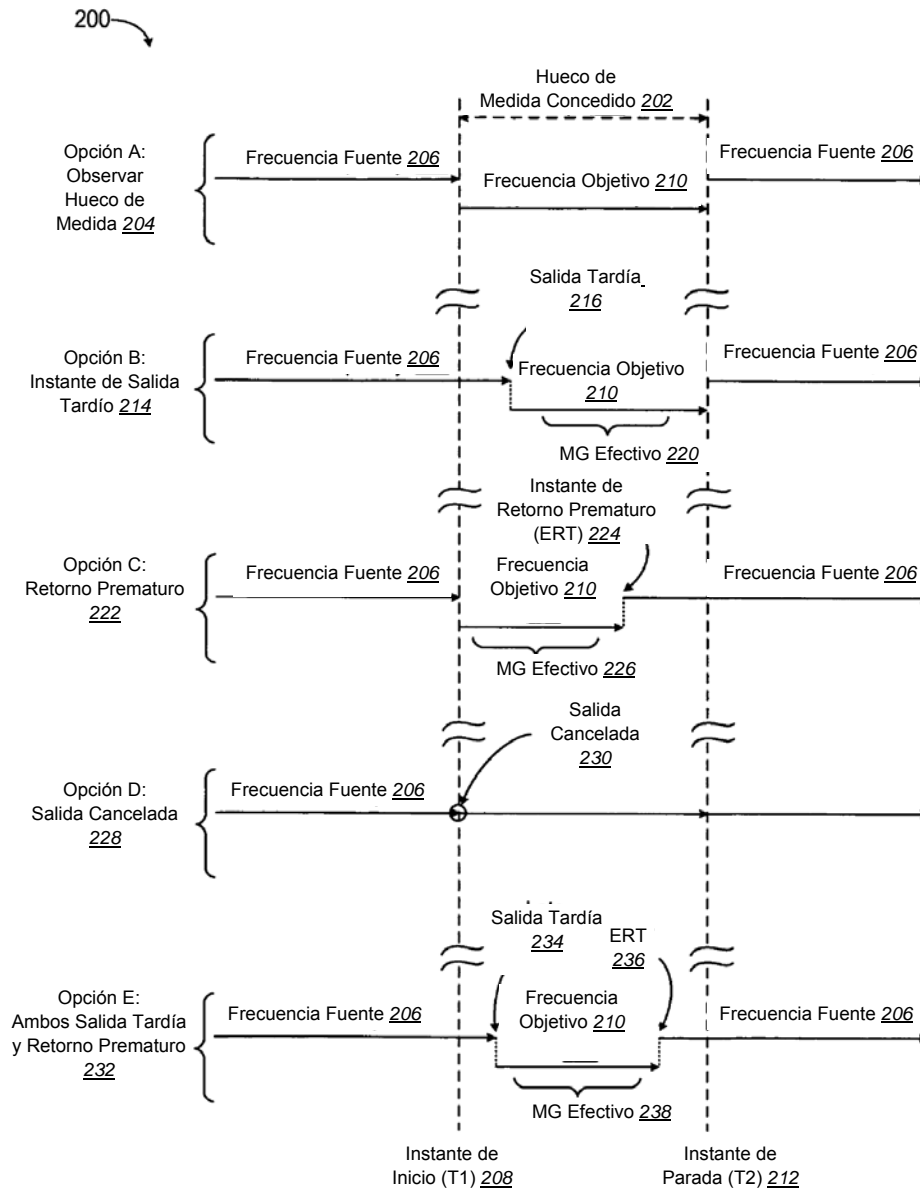 200
Hueco de
Medida Concedido 202
Opción A:
Observar
Hueco de
Medida 204
Frecuencia Fuente 206
Frecuencia Objetivo 210
Frecuencia Fuente 206
Salida Tardía
216
Opción B:
Instante de Salida
Tardío 214
Frecuencia Fuente 206
Frecuencia Objetivo
210
Frecuencia Fuente 206
MG Efectivo 220
Instante de
Retorno Prematuro
(ERT) 224
Opción C:
Retorno Prematuro
222
Frecuencia Fuente 206
Frecuencia
Objetivo 210
Frecuencia Fuente 206
MG Efectivo 226
Salida
Cancelada
230
Opción D:
Salida Cancelada
228
Frecuencia Fuente 206
Salida Tardía
234
ERT
236
Opción E:
Ambos Salida Tardía
y Retorno Prematuro
232
Frecuencia Fuente 206
Frecuencia
Objetivo 210
Frecuencia Fuente 206
MG Efectivo 238
Instante de
Inicio (T1) 208
Instante de
Parada (T2) 212